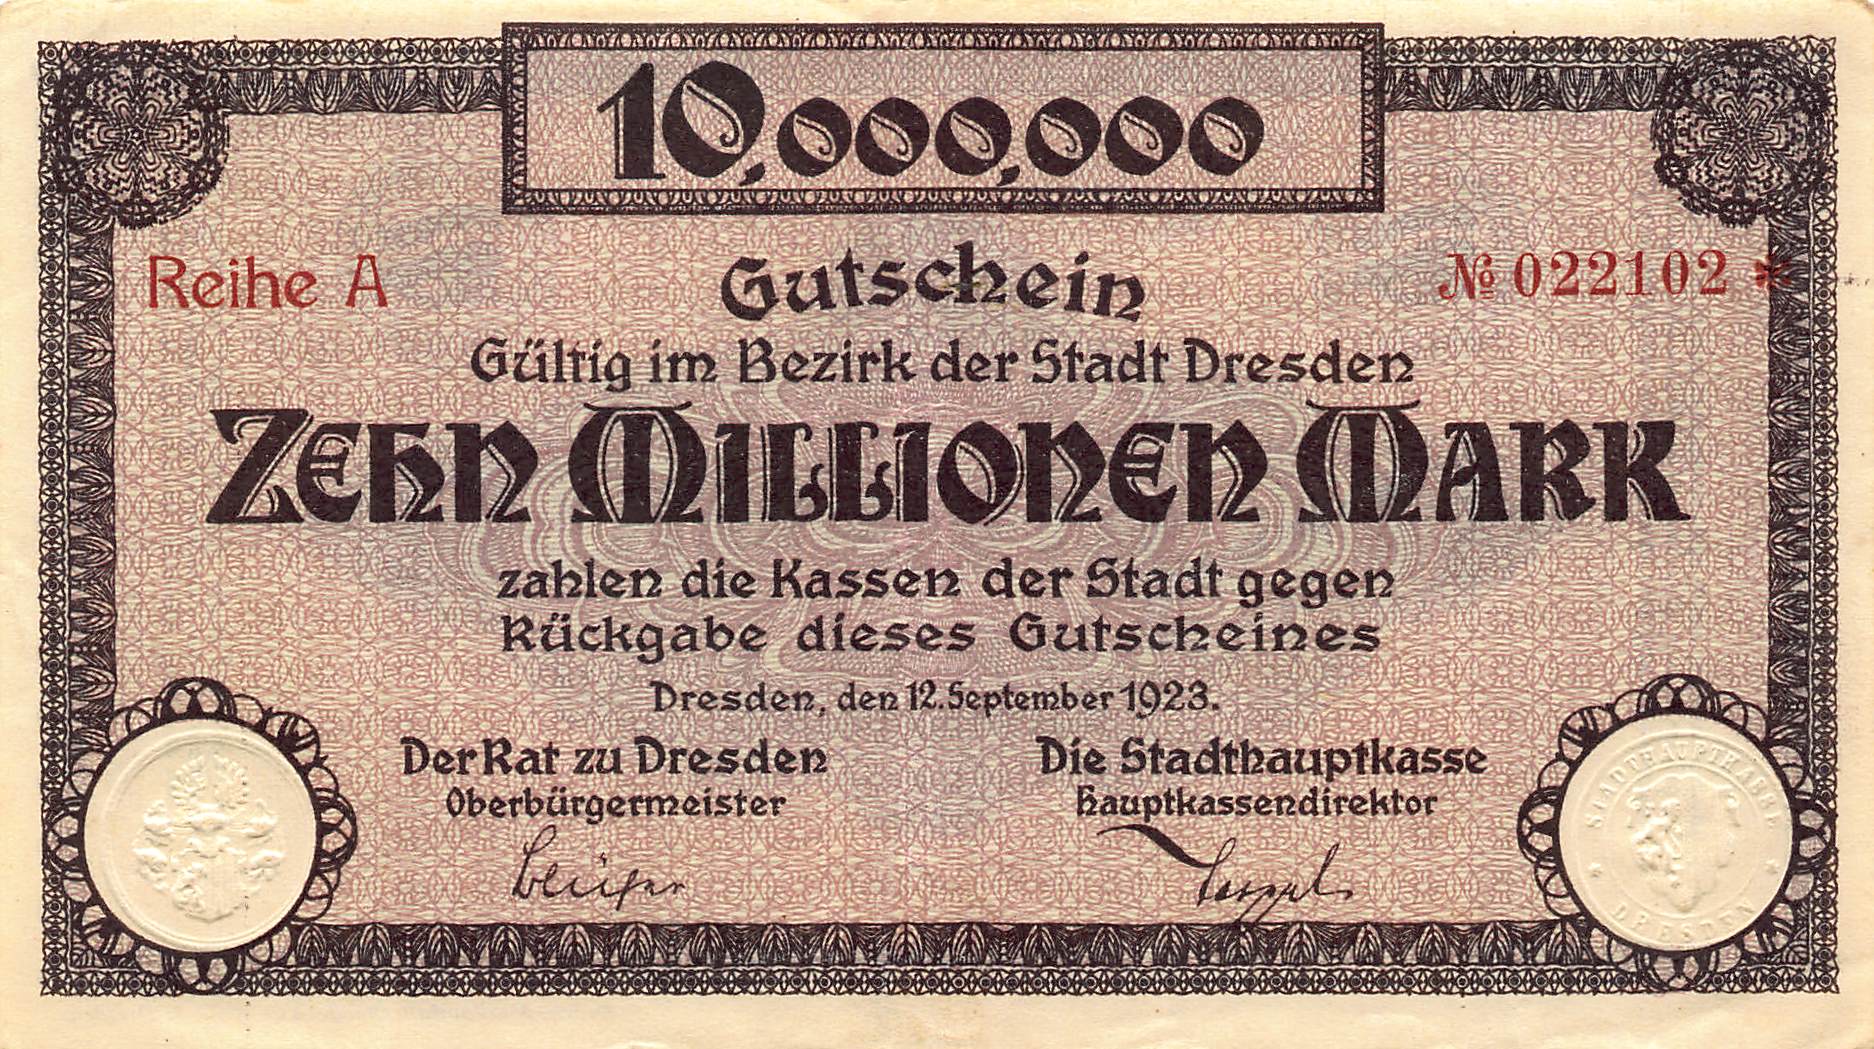 10,000,000
Reihe A
Gutschein
№ 022102 *
Gültig im Bezirk der Stadt Dresden
Zehn Millionen Mark
zahlen die Kassen der Stadt gegen
Rückgabe dieses Gutscheines
Dresden, den 12. September 1923.
Der Rat zu Dresden
Oberbürgermeister
Die Stadthauptkasse
Hauptkassendirektor
STADTHAUPTKASSE
DRESDEN